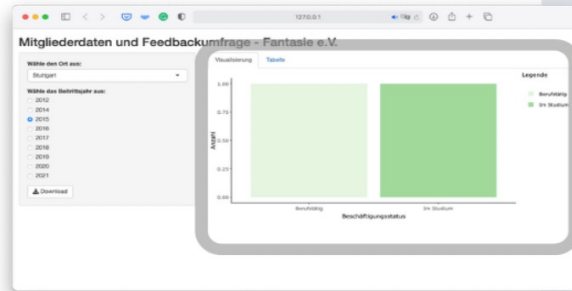 127.0.0.1
Mitgliederdaten und Feedbackumfrage - Fantasie e.V.
Wähle den Ort aus:
Stuttgart
Wähle das Beitrittsjahr aus:
2012
2014
2015
2016
2017
2018
2019
2020
2021
Download
Visualisierung
Tabelle
Legende
Berufstätig
Im Studium
1.00
0.75
0.50
0.25
0.00
Anzahl
Berufstätig
Im Studium
Beschäftigungsstatus